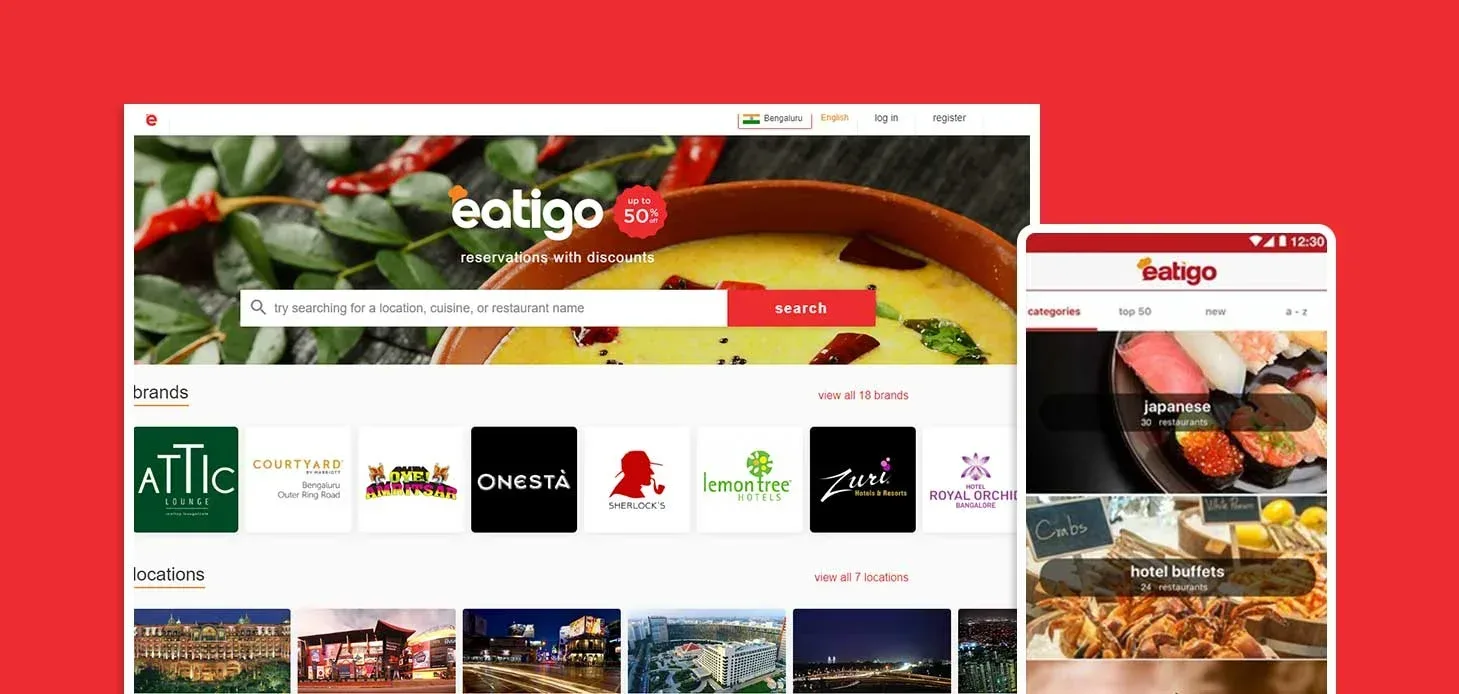 e
Bengaluru
English
log in
register
eatigo
up to
50%
off
reservations with discounts
try searching for a location, cuisine, or restaurant name
search
brands
view all 18 brands
ATTIC
LOUNGE
COURTYARD
BY MARRIOTT
Bengaluru
Outer Ring Road
OYE!
AMRITSAR
ONESTÀ
SHERLOCK'S
lemon tree
HOTELS
Zuri
Hotels & Resorts
HOTEL
ROYAL ORCHID
BANGALORE
locations
view all 7 locations
12:30
eatigo
categories
top 50
new
a - z
japanese
30 restaurants
Crabs
White Prawn
hotel buffets
24 restaurants